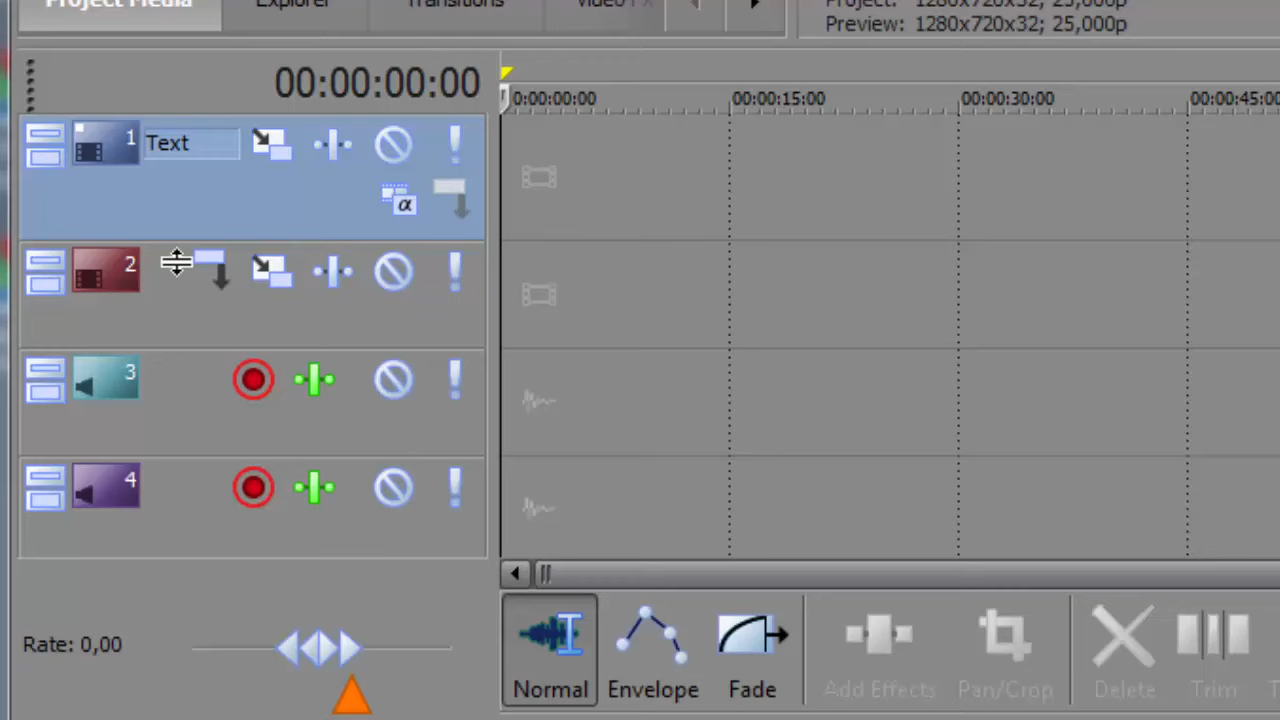 Project Media
Explorer
Transitions
Video FX
Project: 1280x720x32; 25,000p
Preview: 1280x720x32; 25,000p
00:00:00:00
0:00:00:00
00:00:15:00
00:00:30:00
00:00:45:00
1
Text
α
2
3
4
Rate: 0,00
Normal
Envelope
Fade
Add Effects
Pan/Crop
Delete
Trim